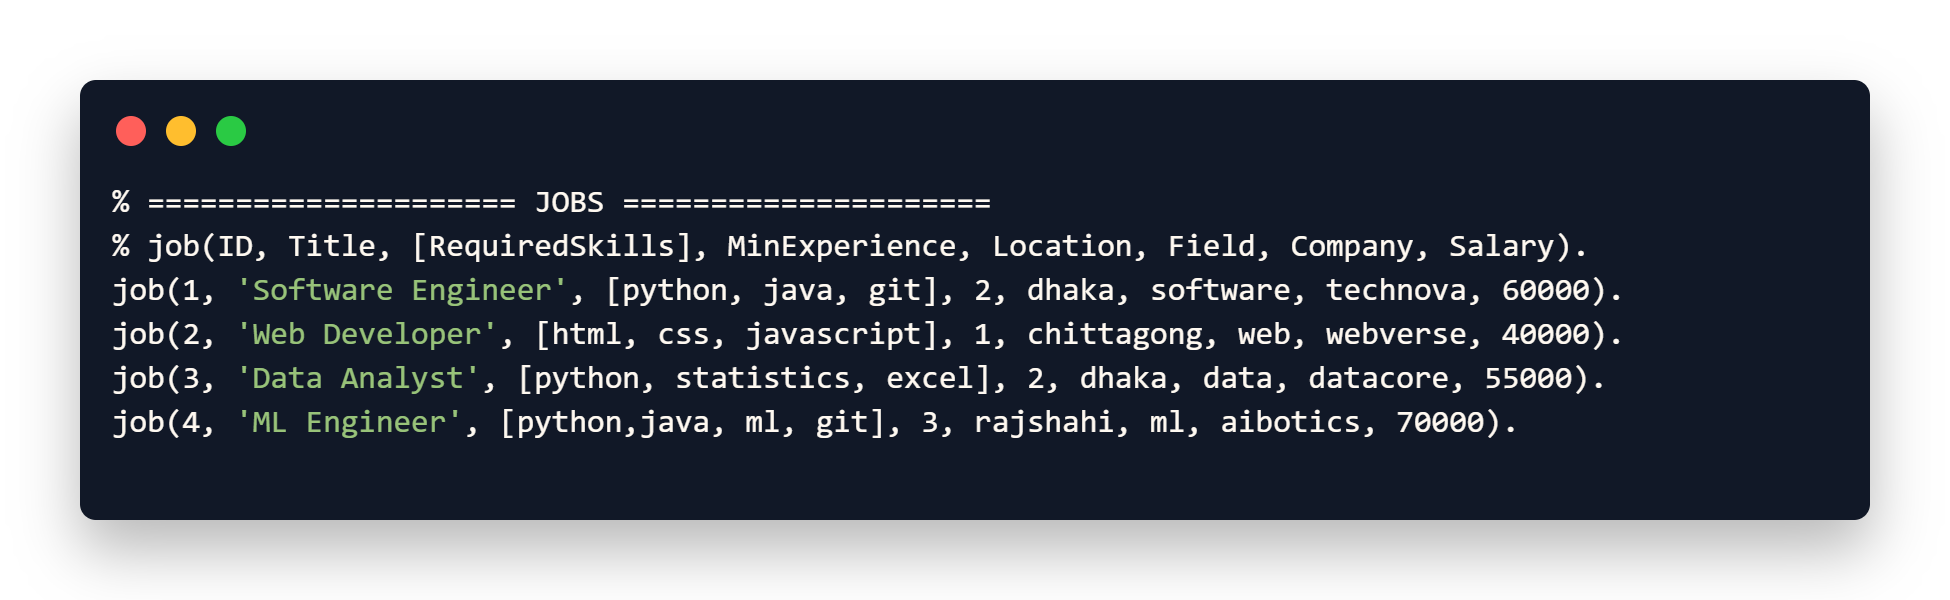 % ===================== JOBS =====================
% job(ID, Title, [RequiredSkills], MinExperience, Location, Field, Company, Salary).
job(1, 'Software Engineer', [python, java, git], 2, dhaka, software, technova, 60000).
job(2, 'Web Developer', [html, css, javascript], 1, chittagong, web, webverse, 40000).
job(3, 'Data Analyst', [python, statistics, excel], 2, dhaka, data, datacore, 55000).
job(4, 'ML Engineer', [python,java, ml, git], 3, rajshahi, ml, aibotics, 70000).